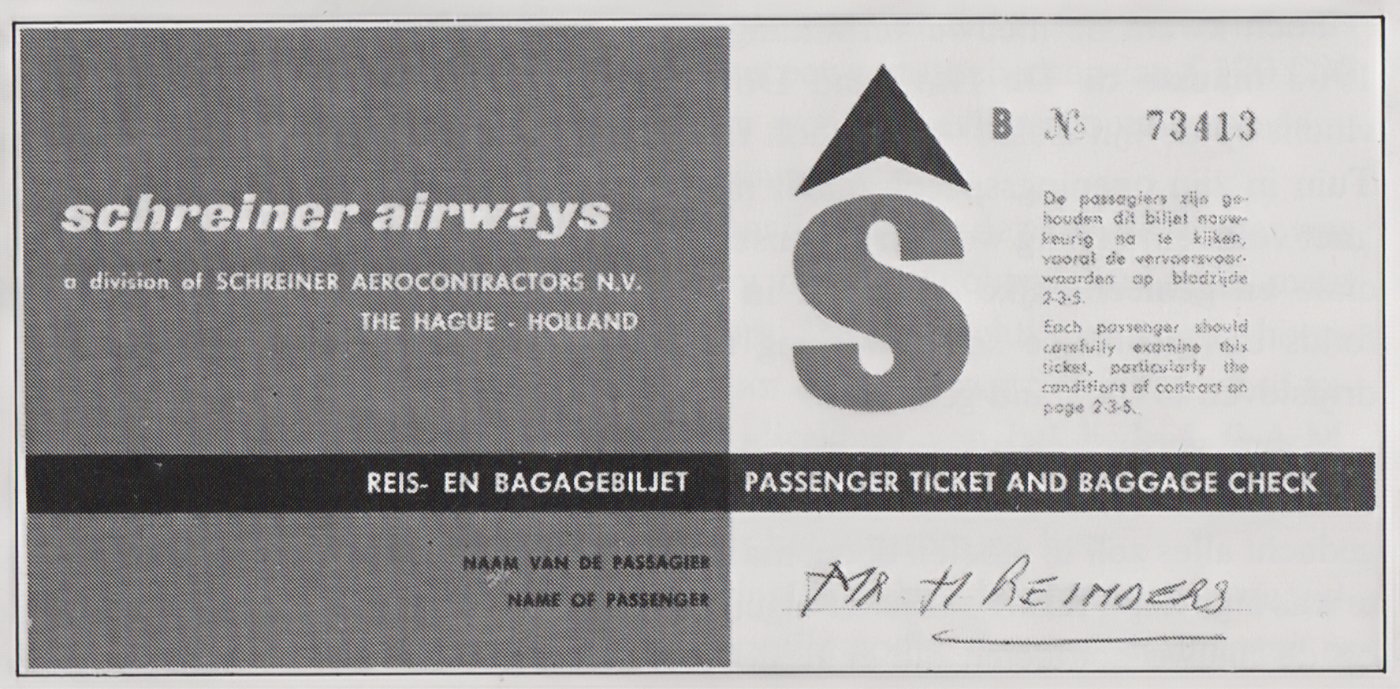 schreiner airways
a division of SCHREINER AEROCONTRACTORS N.V.
THE HAGUE - HOLLAND
S
B No 73413
De passagiers zijn ge-
houden dit biljet nauw-
keurig na te kijken,
vooral de vervoersvoor-
waarden op bladzijde
2-3-5.
Each passenger should
carefully examine this
ticket, particularly the
conditions of contract on
page 2-3-5.
REIS- EN BAGAGEBILJET PASSENGER TICKET AND BAGGAGE CHECK
NAAM VAN DE PASSAGIER
NAME OF PASSENGER
MR H REINDERS